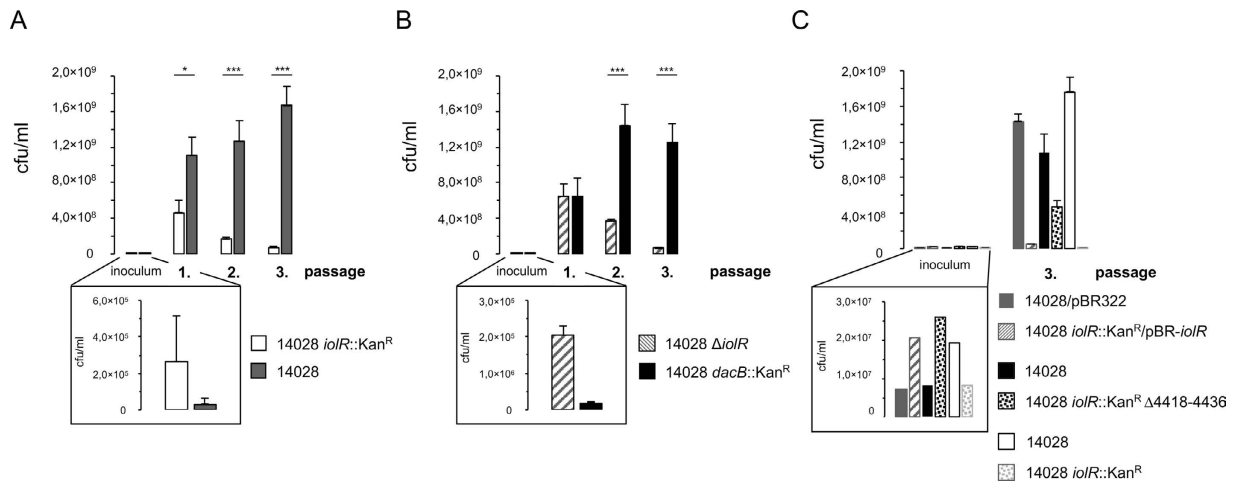 A
cfu/ml
2,0×10⁹
1,6×10⁹
1,2×10⁹
8,0×10⁸
4,0×10⁸
0
*
***
***
inoculum 1. 2. 3. passage
cfu/ml
6,0×10⁵
4,0×10⁵
2,0×10⁵
0
14028 iolR::Kanᴿ
14028
B
cfu/ml
2,0×10⁹
1,6×10⁹
1,2×10⁹
8,0×10⁸
4,0×10⁸
0
***
***
inoculum 1. 2. 3. passage
cfu/ml
3,0×10⁶
2,0×10⁶
1,0×10⁶
0
14028 ΔiolR
14028 dacB::Kanᴿ
C
cfu/ml
2,0×10⁹
1,6×10⁹
1,2×10⁹
8,0×10⁸
4,0×10⁸
0
inoculum 3. passage
cfu/ml
3,0×10⁷
2,0×10⁷
1,0×10⁷
0
14028/pBR322
14028 iolR::Kanᴿ/pBR-iolR
14028
14028 iolR::Kanᴿ Δ4418-4436
14028
14028 iolR::Kanᴿ